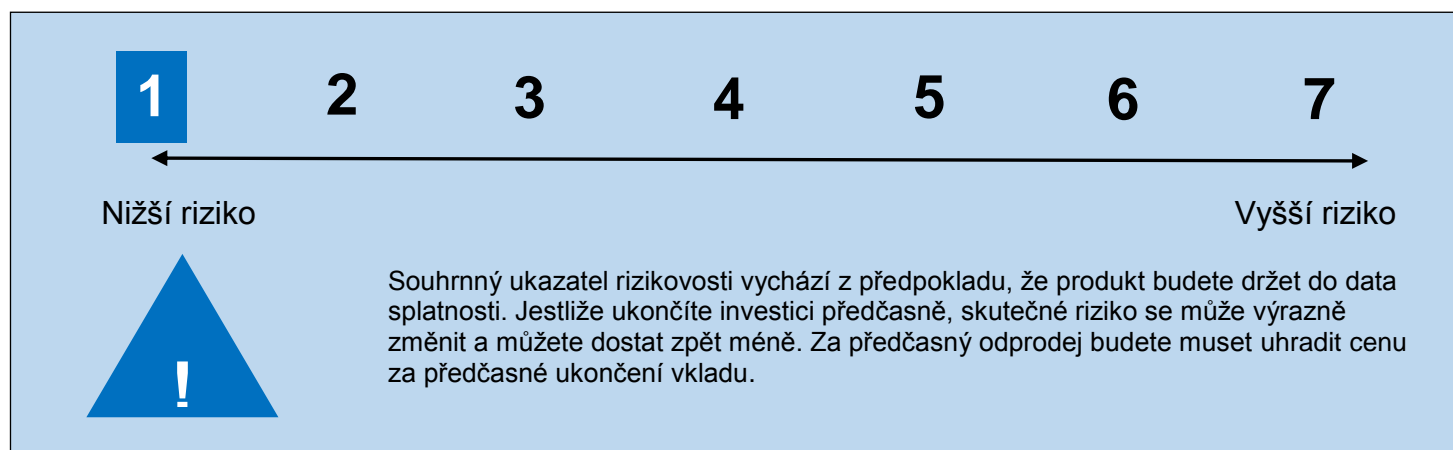 1 2 3 4 5 6 7
Nižší riziko Vyšší riziko
Souhrnný ukazatel rizikovosti vychází z předpokladu, že produkt budete držet do data
splatnosti. Jestliže ukončíte investici předčasně, skutečné riziko se může výrazně
změnit a můžete dostat zpět méně. Za předčasný odprodej budete muset uhradit cenu
za předčasné ukončení vkladu.
!